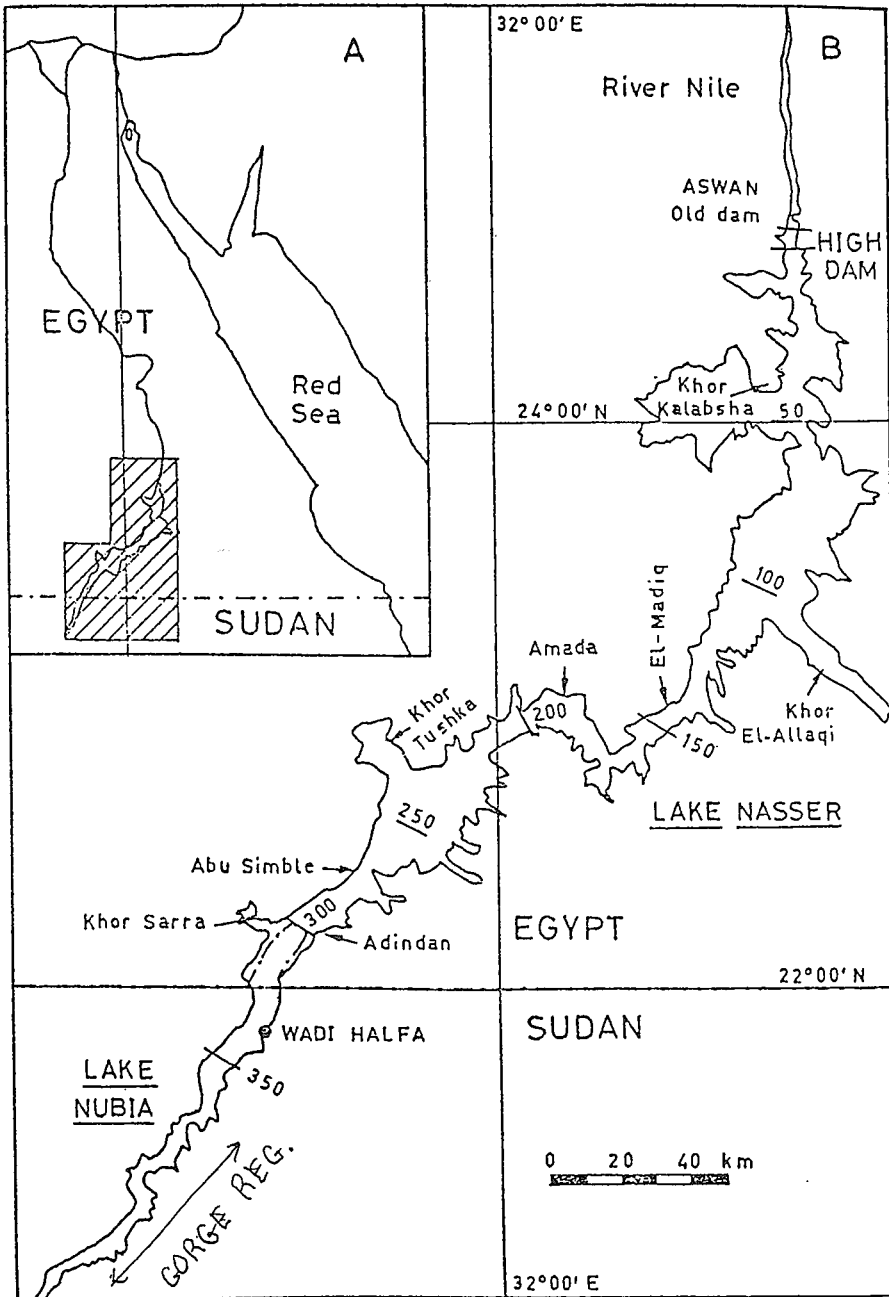 A
EGYPT
Red
Sea
SUDAN
32°00' E
B
River Nile
ASWAN
Old dam
HIGH
DAM
Khor
Kalabsha
24°00' N
50
100
El-Madiq
Amada
Khor
Tushka
200
150
Khor
El-Allaqi
LAKE NASSER
250
Abu Simble
300
Khor Sarra
Adindan
EGYPT
22°00' N
SUDAN
WADI HALFA
350
LAKE
NUBIA
GORGE REG.
0 20 40 km
32°00' E